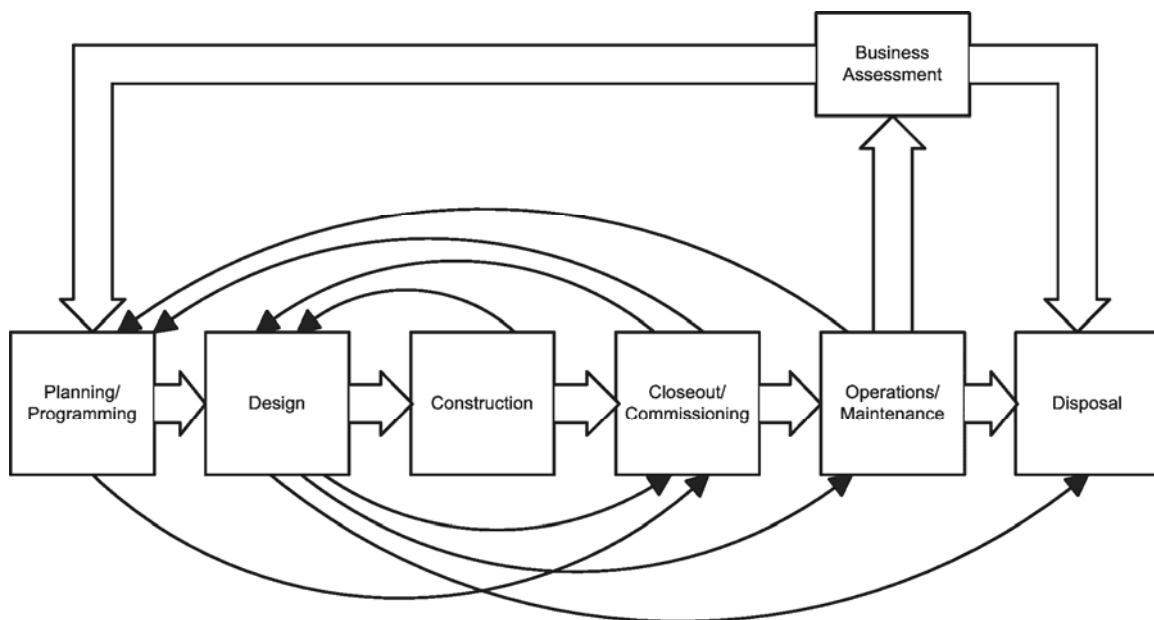 Business
Assessment
Planning/
Programming
Design
Construction
Closeout/
Commissioning
Operations/
Maintenance
Disposal